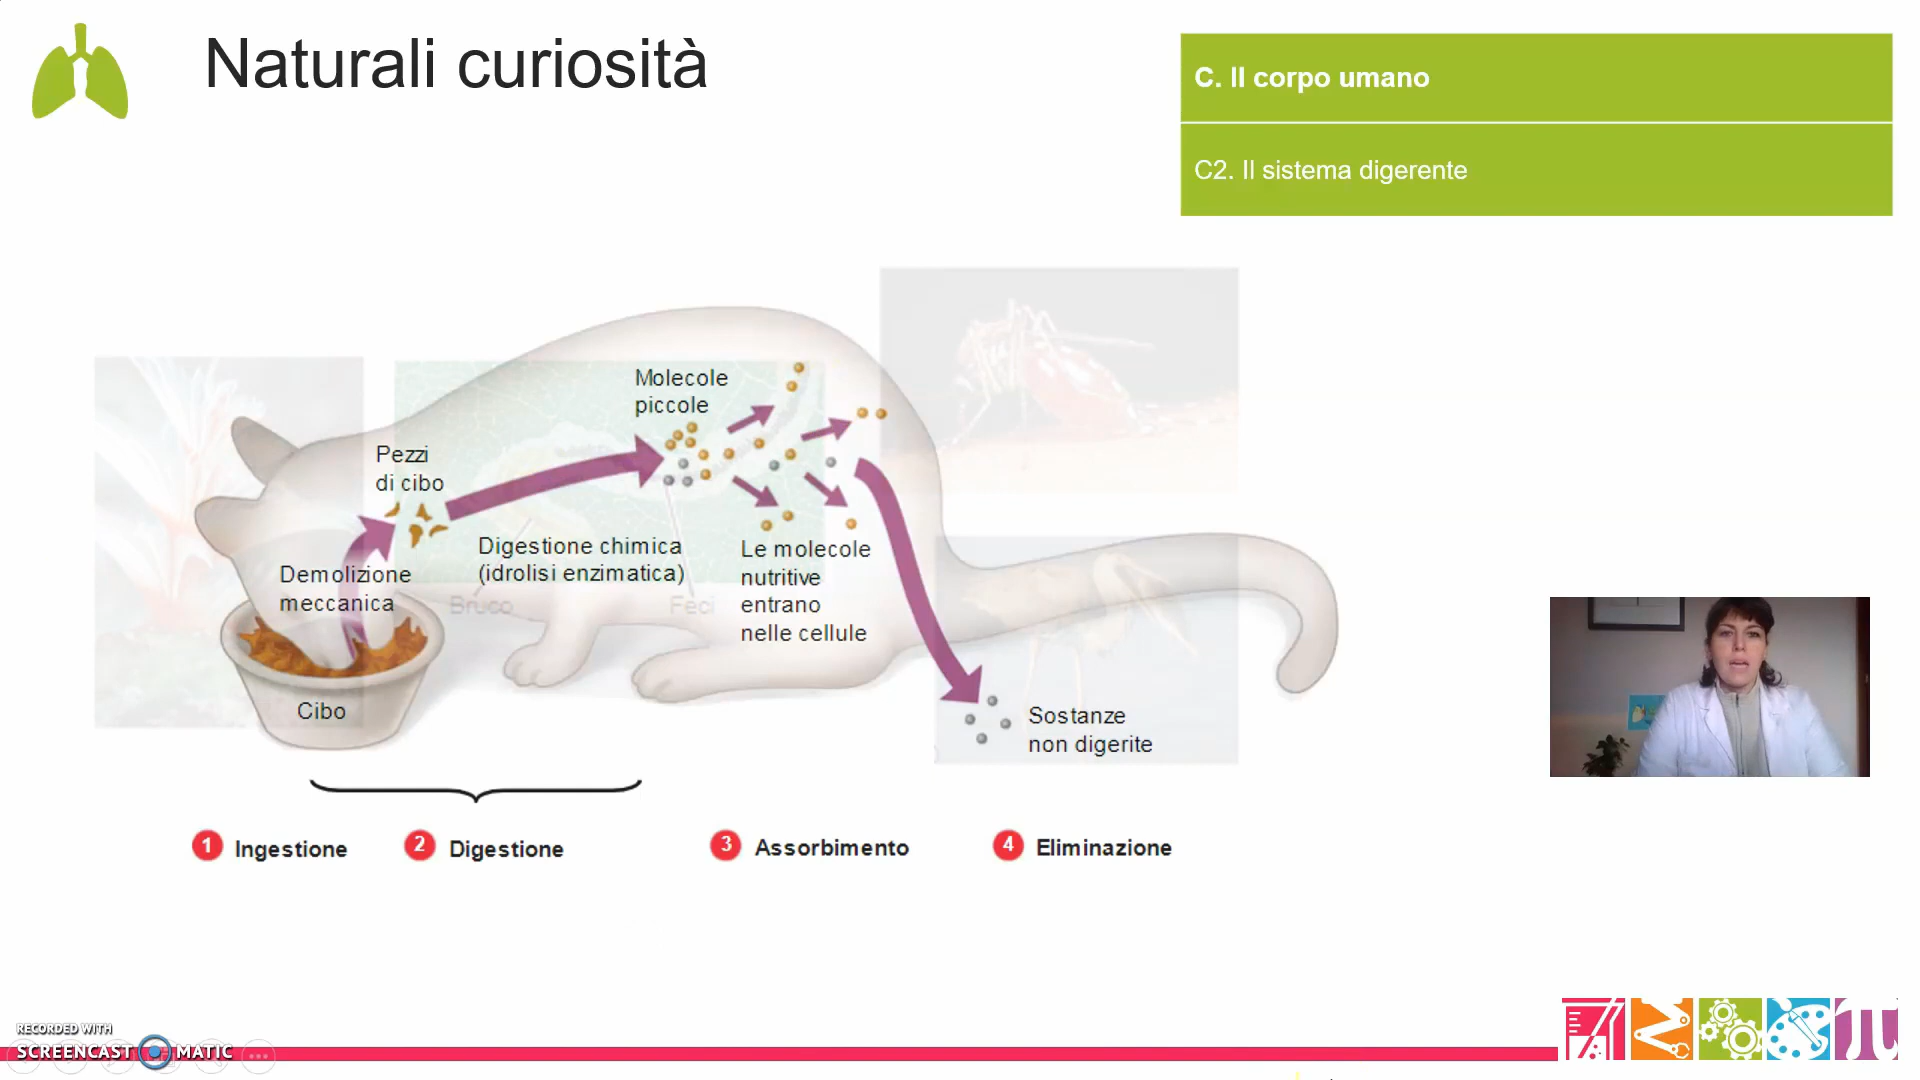 Naturali curiosità
C. Il corpo umano
C2. Il sistema digerente
Molecole
piccole
Pezzi
di cibo
Digestione chimica
(idrolisi enzimatica)
Demolizione
meccanica
Bruco
Feci
Le molecole
nutritive
entrano
nelle cellule
Cibo
Sostanze
non digerite
1 Ingestione
2 Digestione
3 Assorbimento
4 Eliminazione
RECORDED WITH
SCREENCAST MATIC